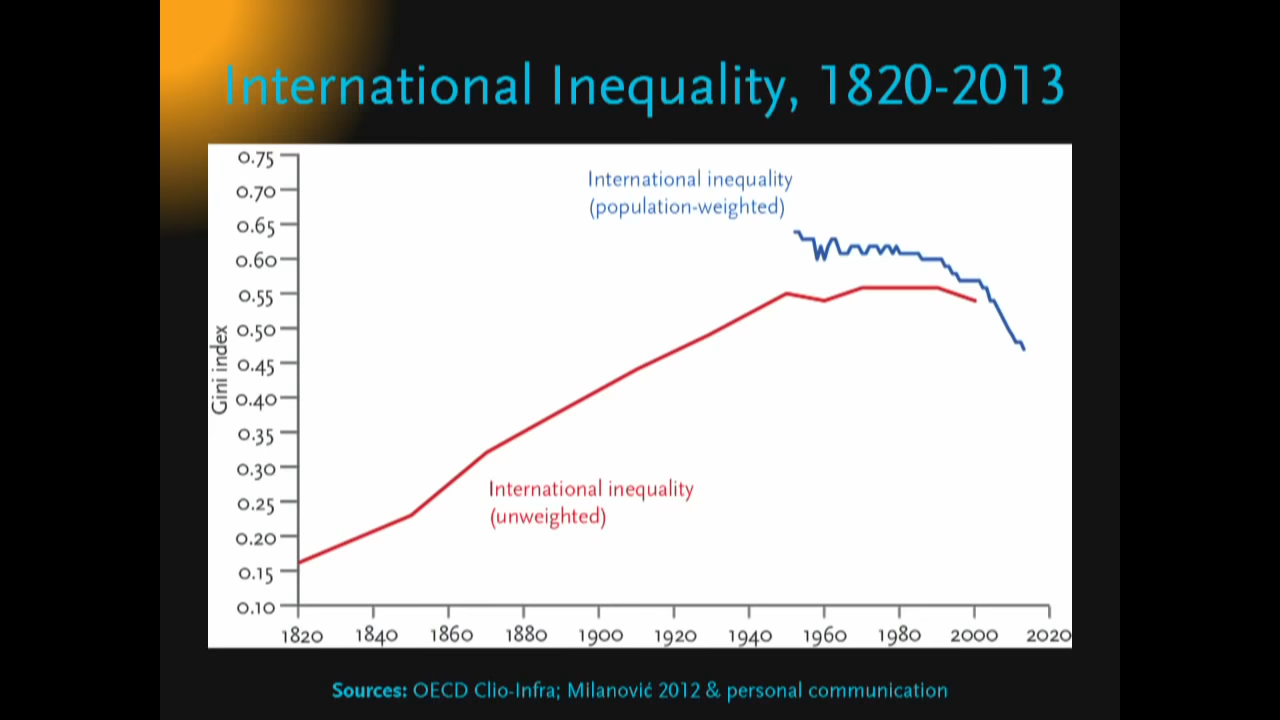 International Inequality, 1820-2013
0.75
0.70
0.65
0.60
0.55
0.50
0.45
0.40
0.35
0.30
0.25
0.20
0.15
0.10
Gini index
International inequality
(population-weighted)
International inequality
(unweighted)
1820 1840 1860 1880 1900 1920 1940 1960 1980 2000 2020
Sources: OECD Clio-Infra; Milanović 2012 & personal communication